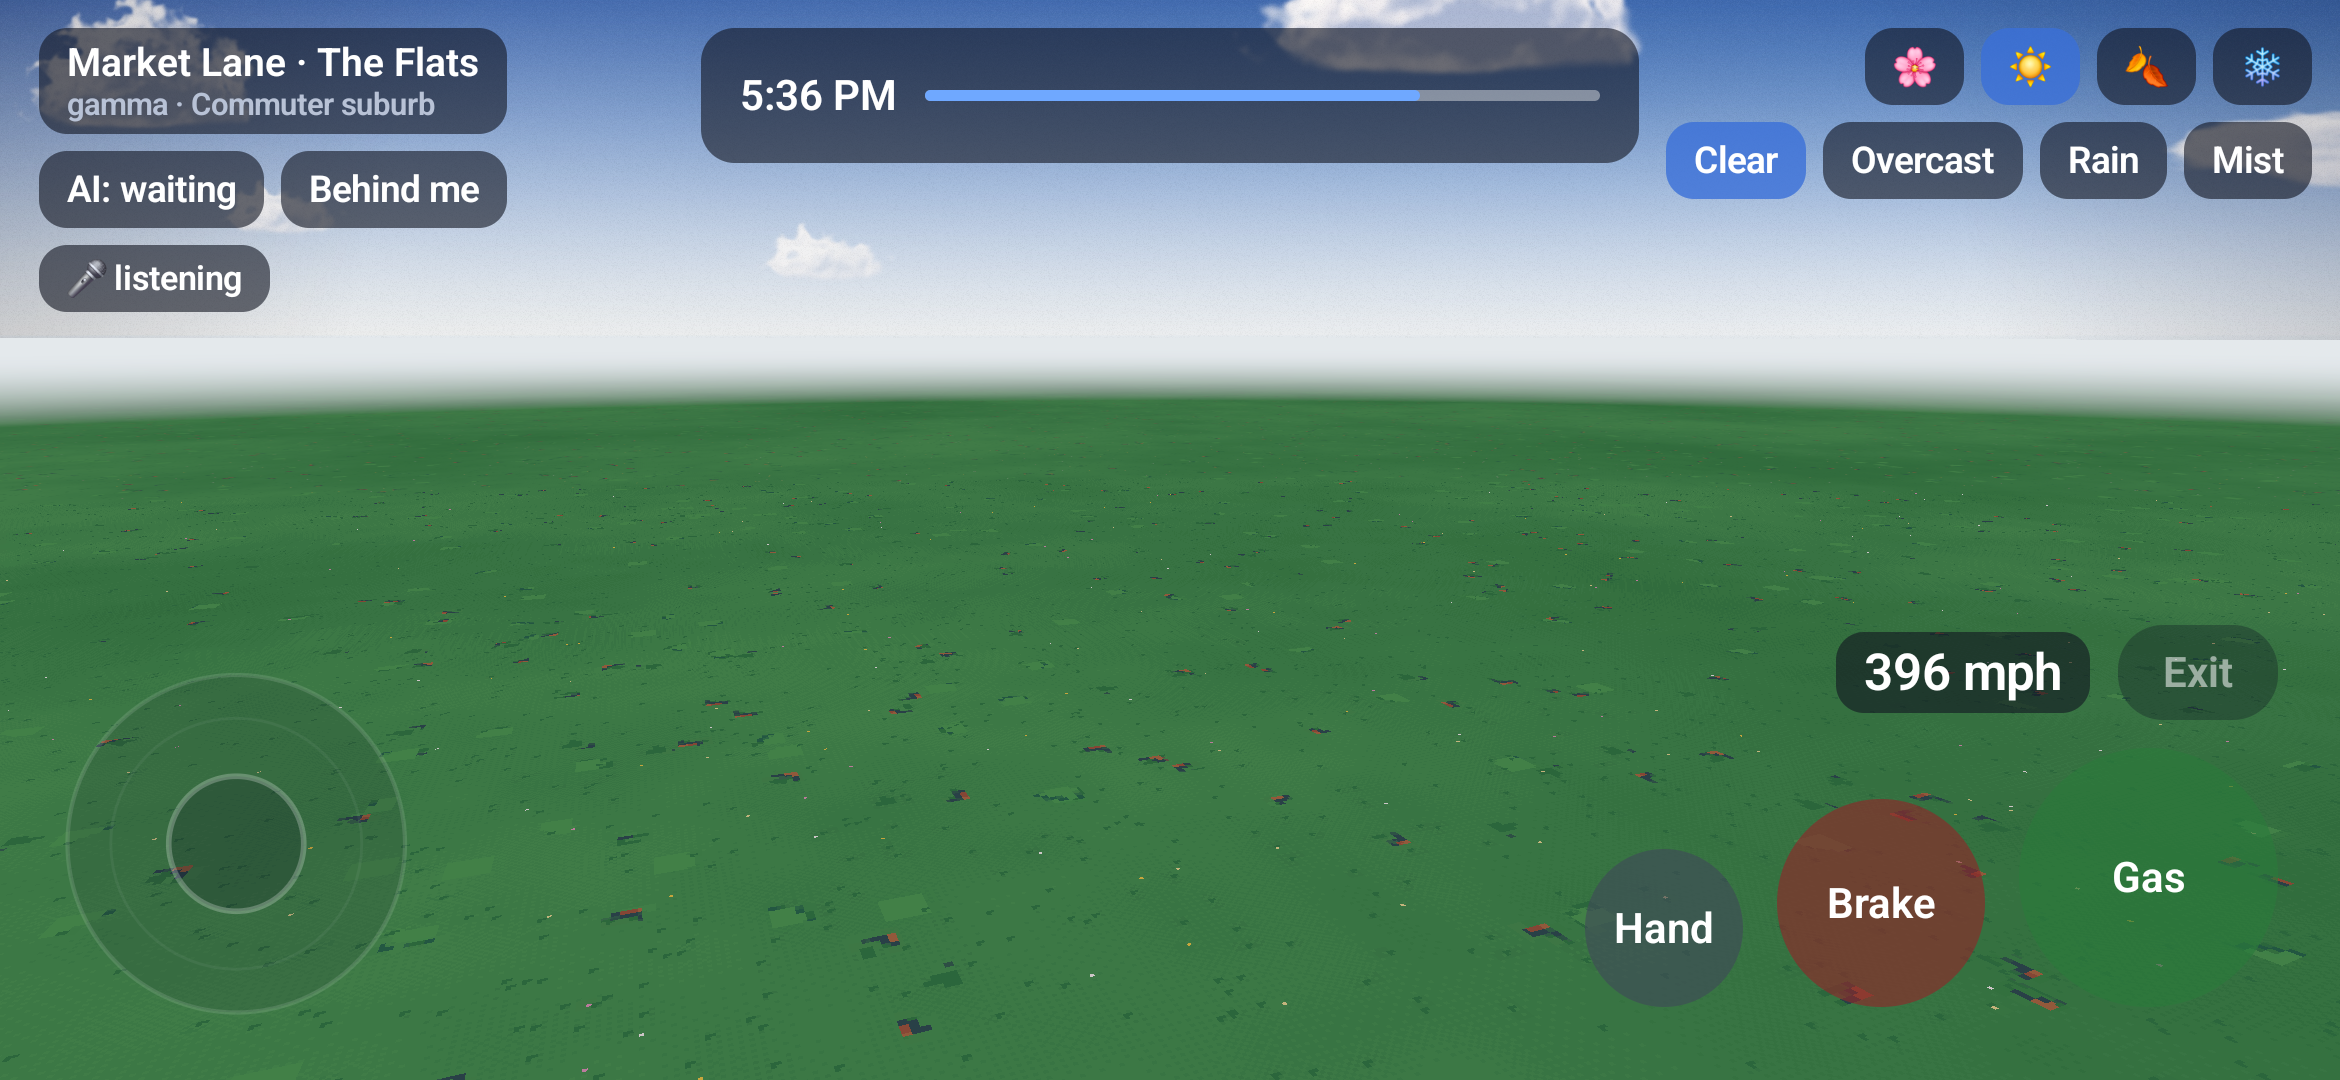 Market Lane · The Flats
gamma · Commuter suburb
AI: waiting
Behind me
listening
5:36 PM
Clear
Overcast
Rain
Mist
396 mph
Exit
Hand
Brake
Gas